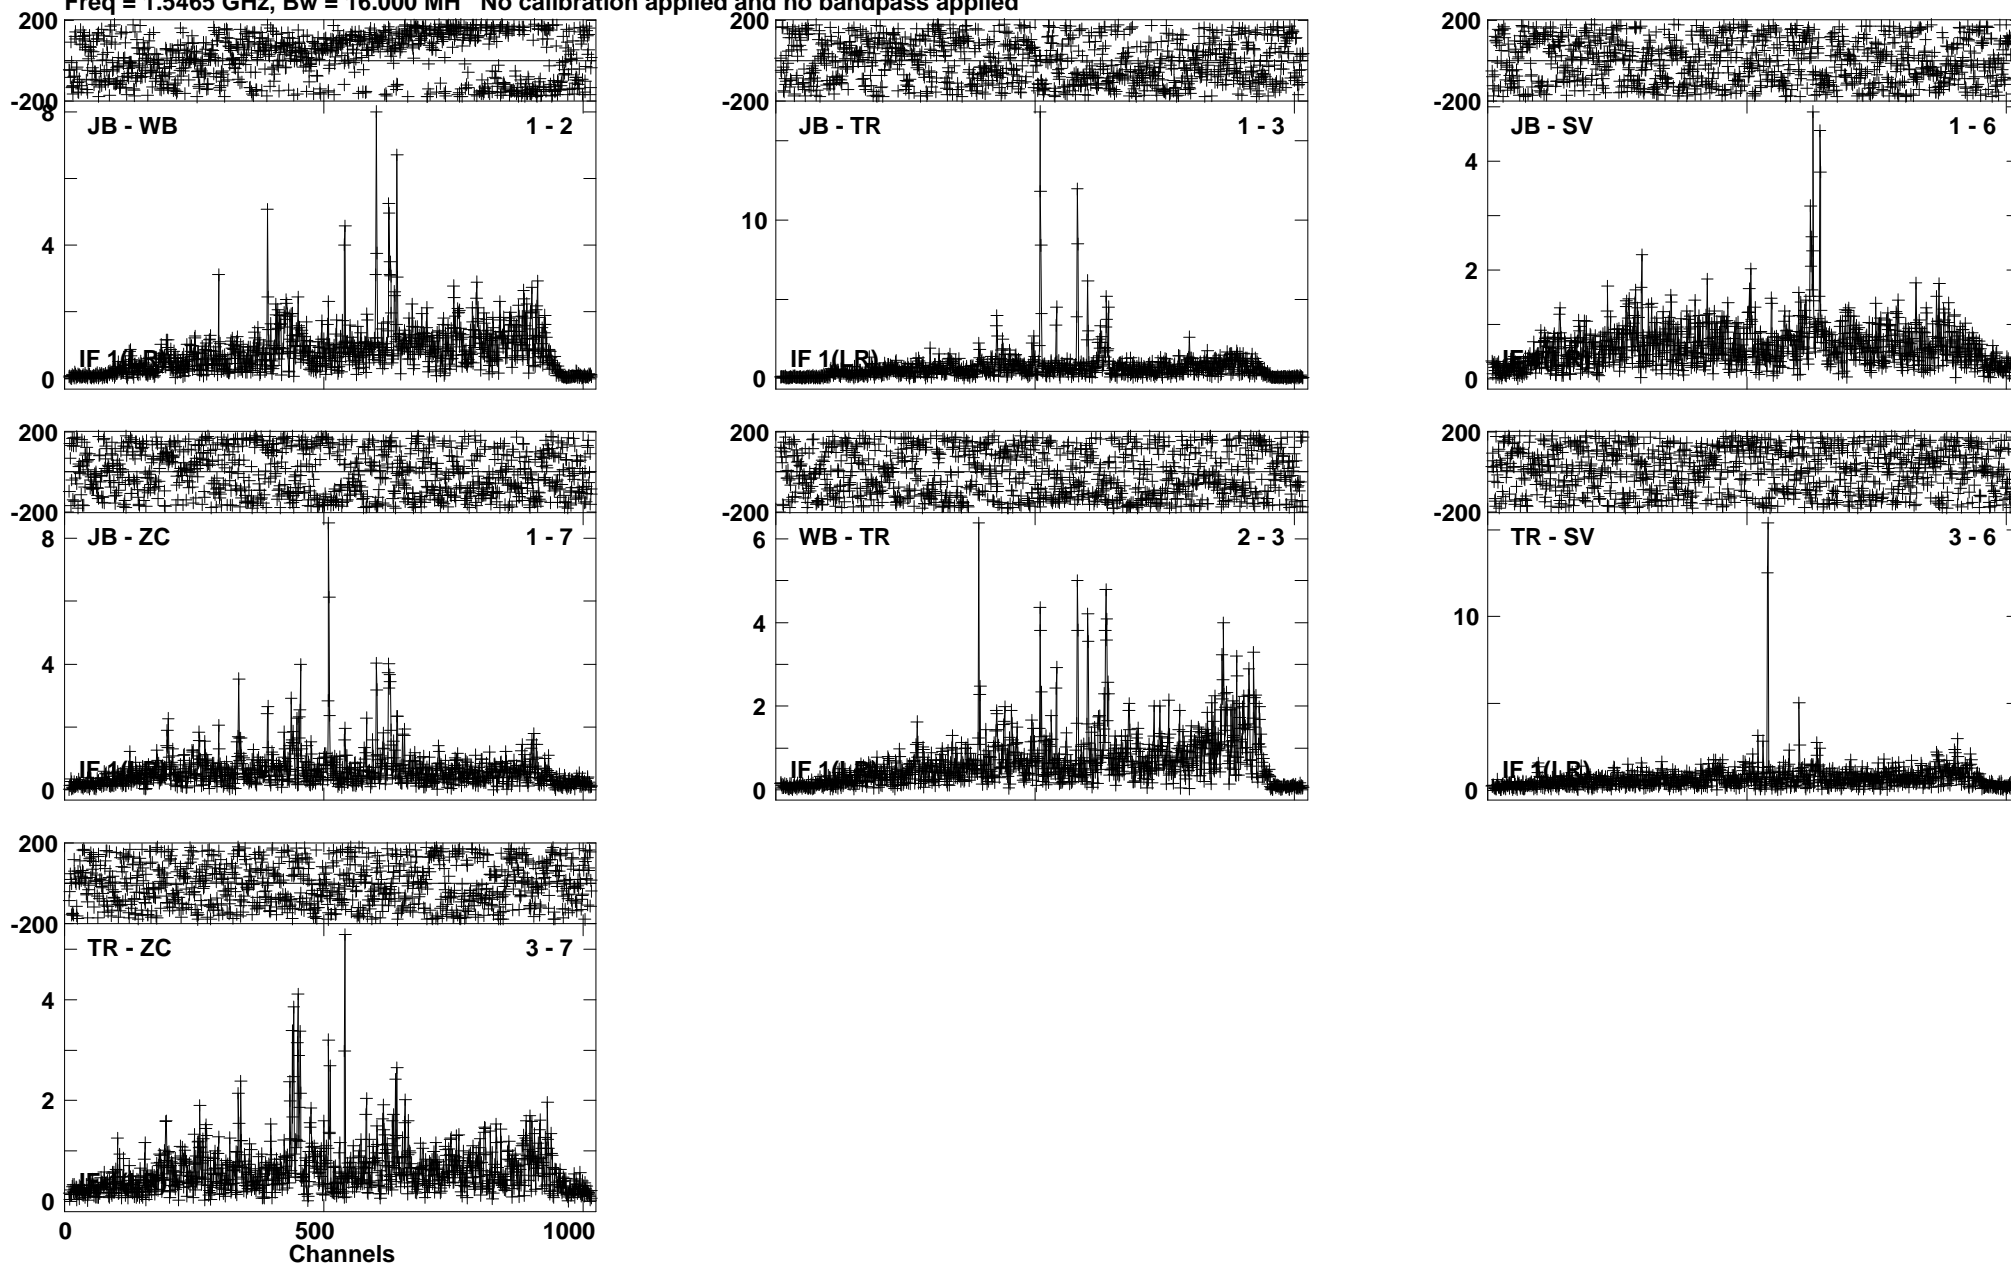 Freq = 1.5465 GHz, Bw = 16.000 MH No calibration applied and no bandpass applied
200
-200
JB - WB 1 - 2
8
4
0
IF 1(LR)
200
-200
JB - TR 1 - 3
10
0
IF 1(LR)
200
-200
JB - SV 1 - 6
4
2
0
200
-200
JB - ZC 1 - 7
8
4
0
200
-200
WB - TR 2 - 3
6
4
2
0
IF 1(LR)
200
-200
TR - SV 3 - 6
10
0
IF 1(LR)
200
-200
TR - ZC 3 - 7
4
2
0
0 500 1000
Channels